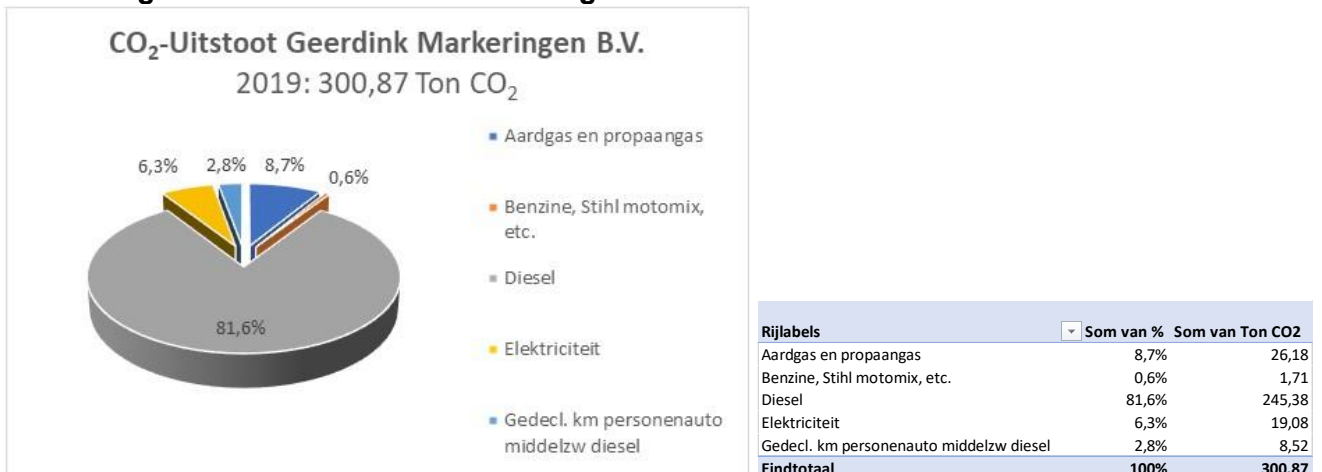 CO₂-Uitstoot Geerdink Markeringen B.V.
2019: 300,87 Ton CO₂
6,3% 2,8% 8,7% 0,6%
81,6%
Aardgas en propaangas
Benzine, Stihl motomix,
etc.
Diesel
Elektriciteit
Gedecl. km personenauto
middelzw diesel
Rijlabels Som van % Som van Ton CO2
Aardgas en propaangas 8,7% 26,18
Benzine, Stihl motomix, etc. 0,6% 1,71
Diesel 81,6% 245,38
Elektriciteit 6,3% 19,08
Gedecl. km personenauto middelzw diesel 2,8% 8,52
Eindtotaal 100% 300,87